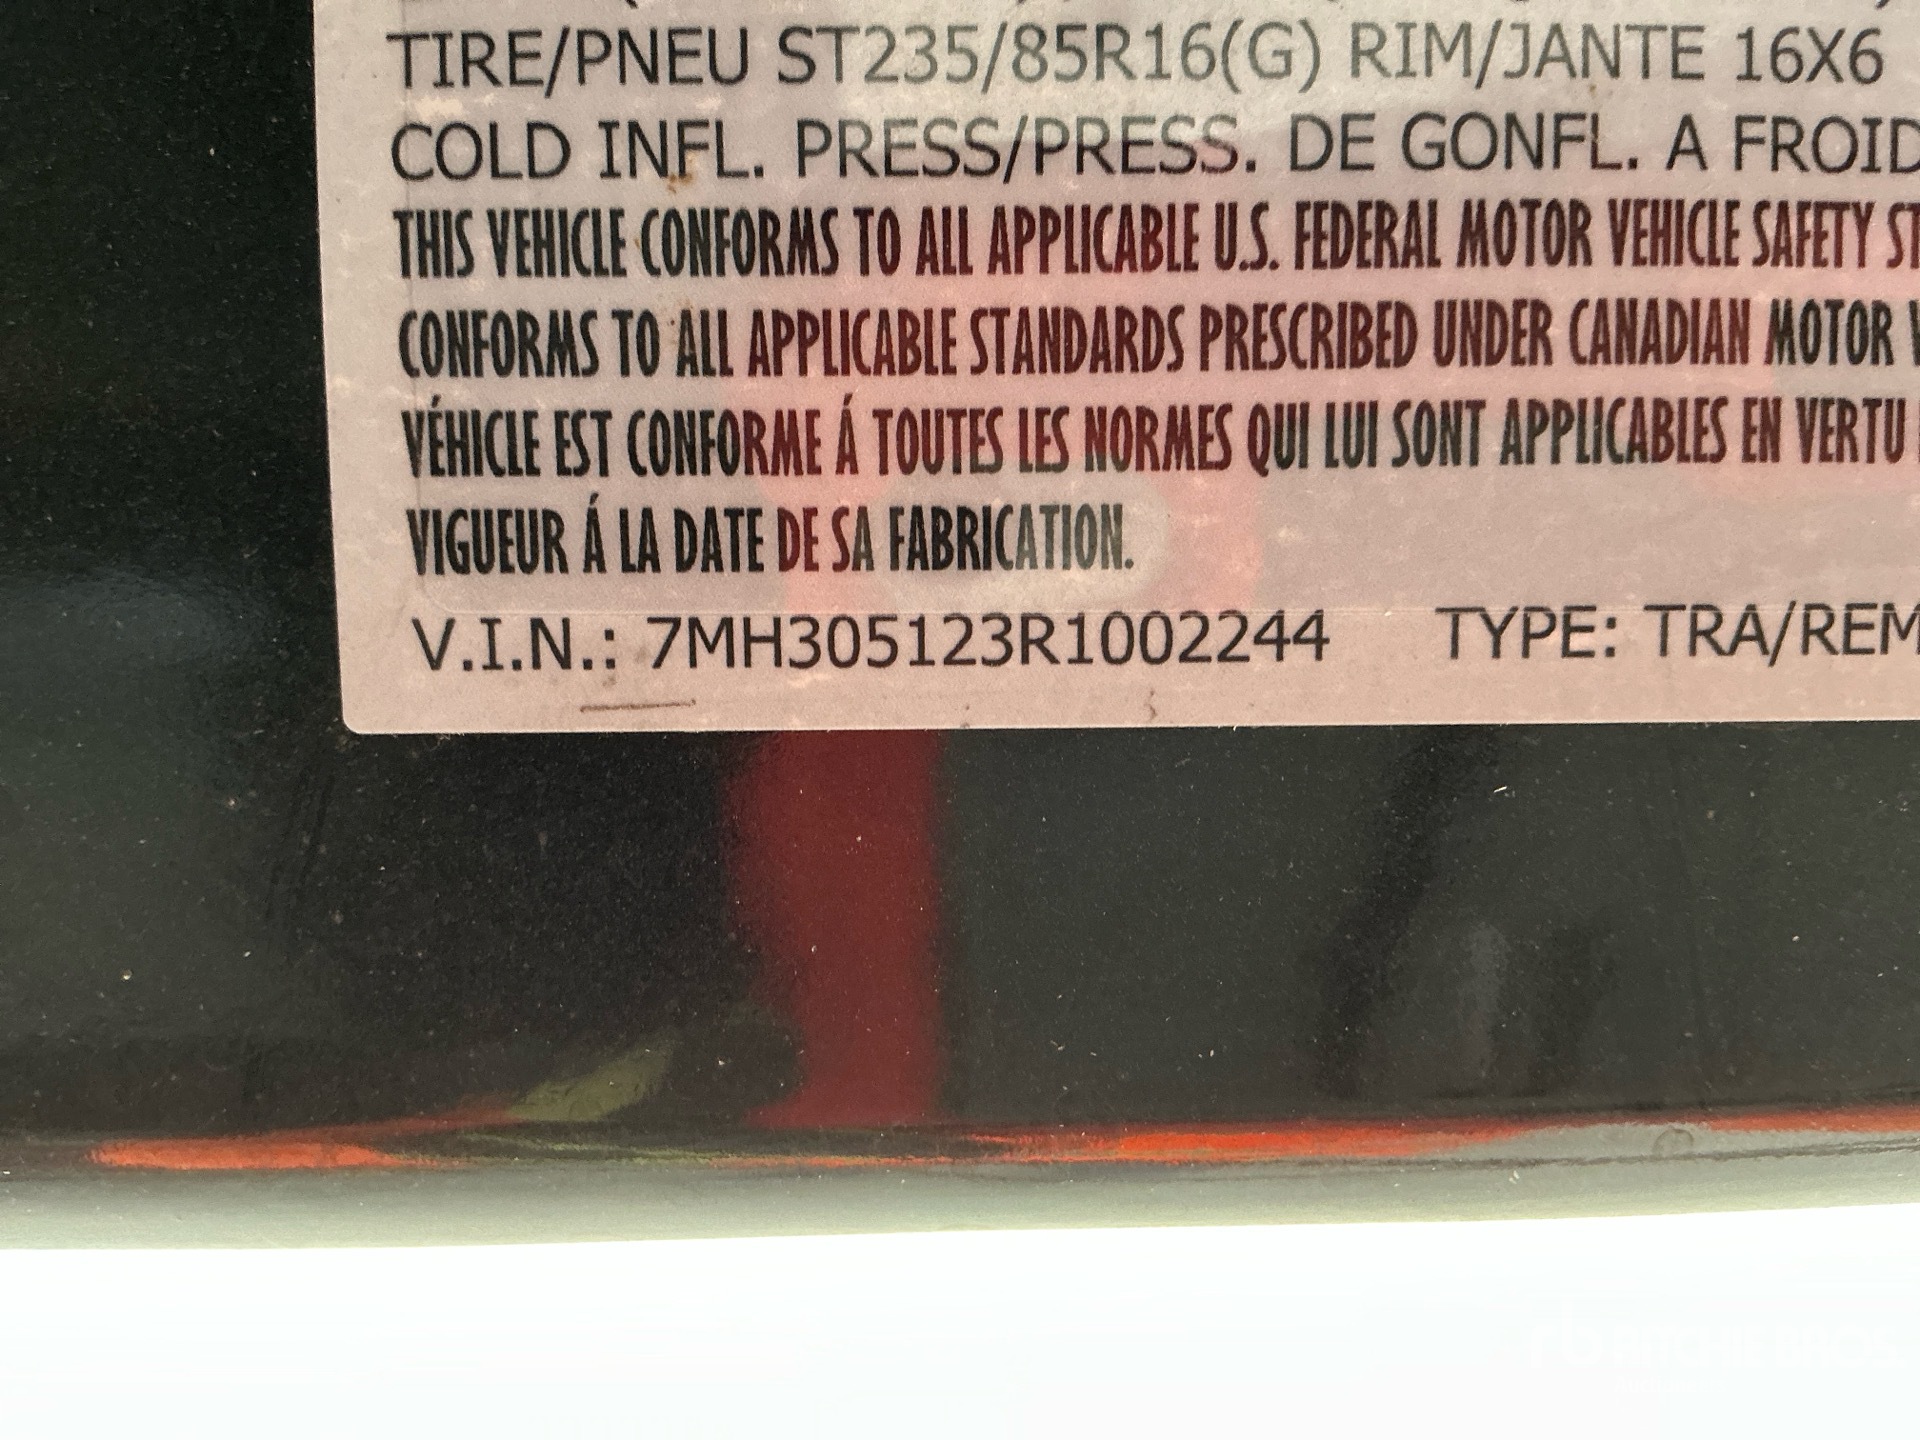 TIRE/PNEU ST235/85R16(G) RIM/JANTE 16X6
COLD INFL. PRESS/PRESS. DE GONFL. A FROID
THIS VEHICLE CONFORMS TO ALL APPLICABLE U.S. FEDERAL MOTOR VEHICLE SAFETY ST
CONFORMS TO ALL APPLICABLE STANDARDS PRESCRIBED UNDER CANADIAN MOTOR V
VÉHICLE EST CONFORME Á TOUTES LES NORMES QUI LUI SONT APPLICABLES EN VERTU
VIGUEUR Á LA DATE DE SA FABRICATION.
V.I.N.: 7MH305123R1002244 TYPE: TRA/REM